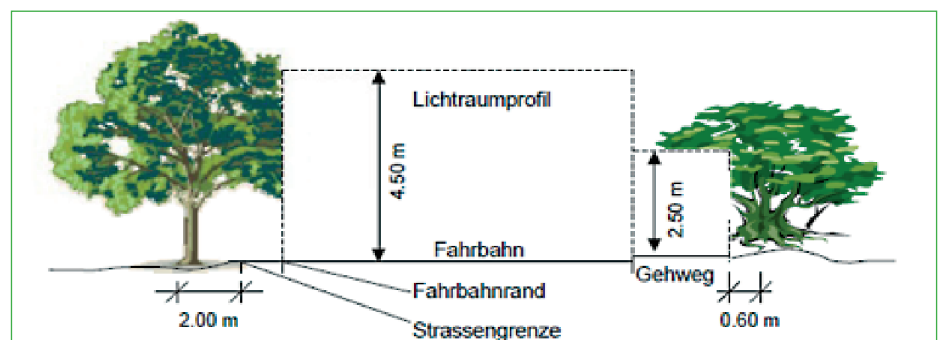 Lichtraumprofil
4.50 m
2.50 m
Fahrbahn
Gehweg
Fahrbahnrand
2.00 m
0.60 m
Strassengrenze